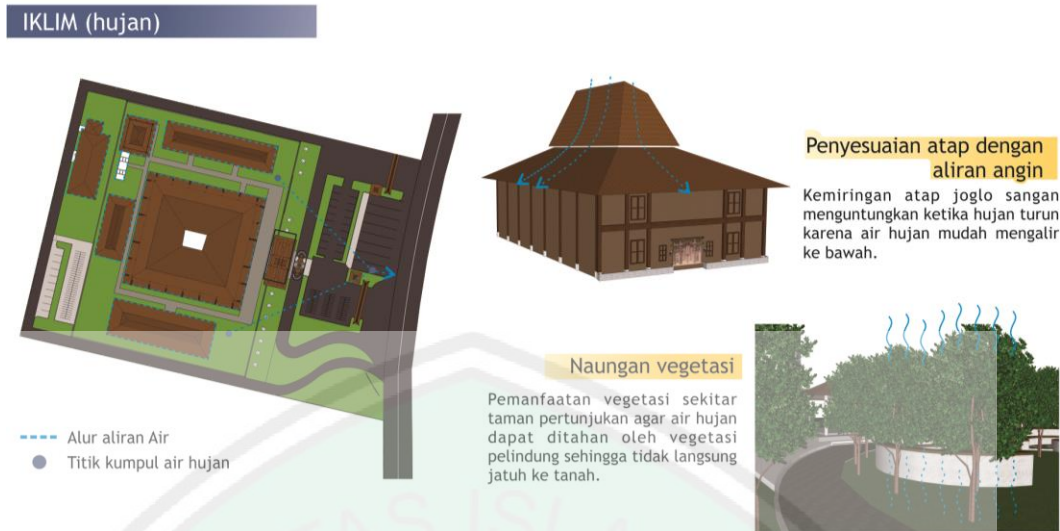 IKLIM (hujan)
Penyesuaian atap dengan
aliran angin
Kemiringan atap joglo sangan
menguntungkan ketika hujan turun
karena air hujan mudah mengalir
ke bawah.
Naungan vegetasi
Pemanfaatan vegetasi sekitar
taman pertunjukan agar air hujan
dapat ditahan oleh vegetasi
pelindung sehingga tidak langsung
jatuh ke tanah.
Alur aliran Air
Titik kumpul air hujan